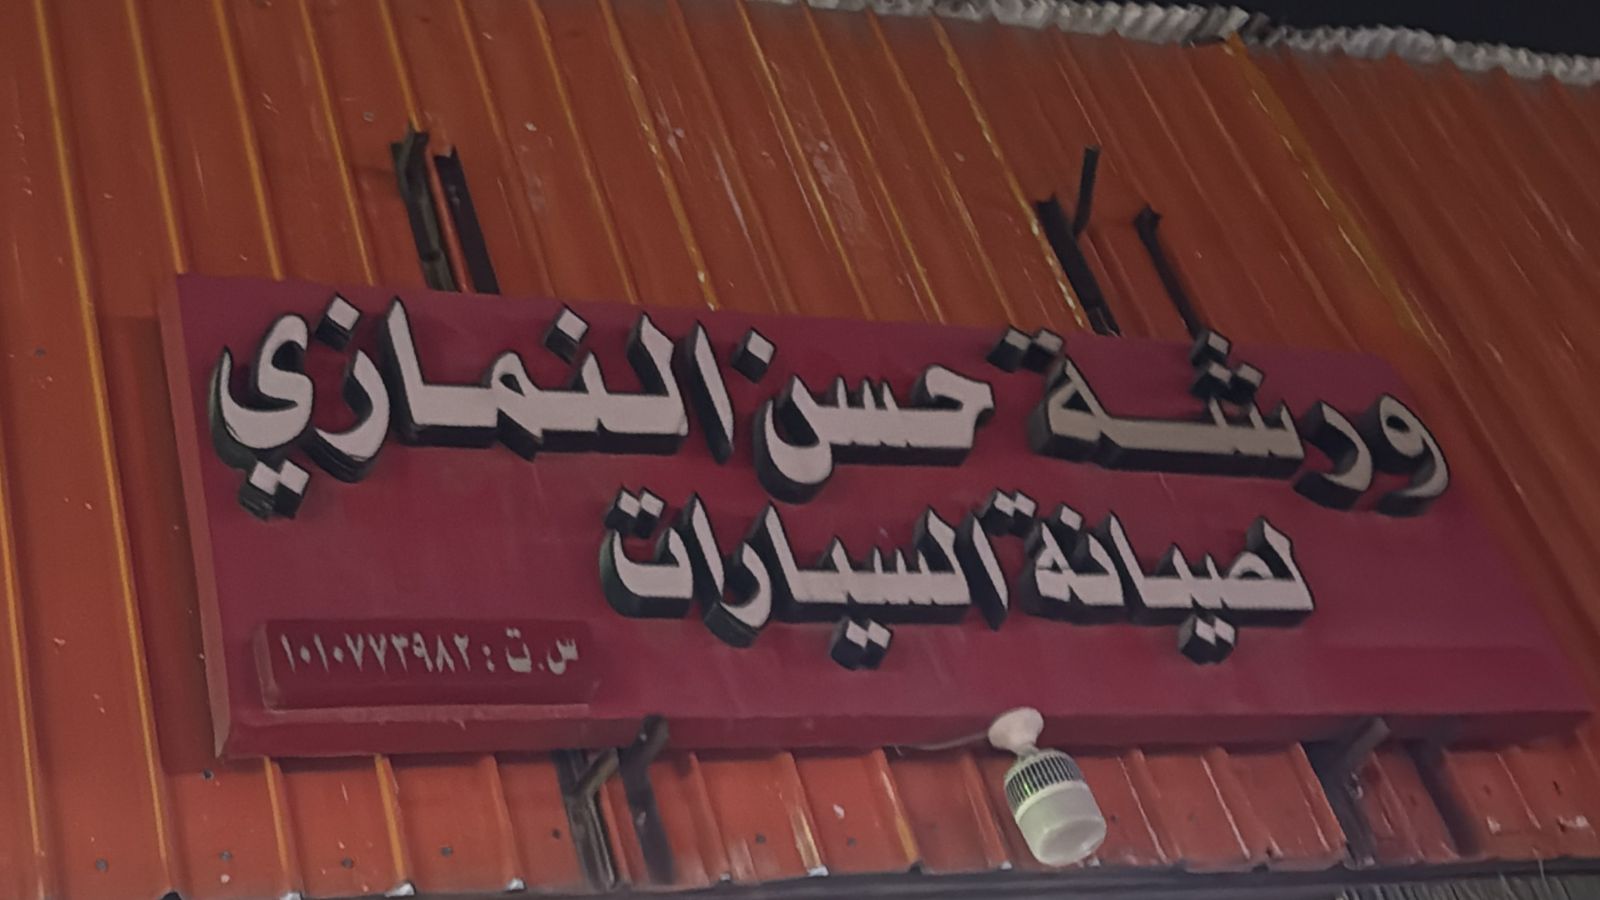 ورشة حسن النمازي
لصيانة السيارات
س.ت : ١٠١٠٧٧٣٩٨٢